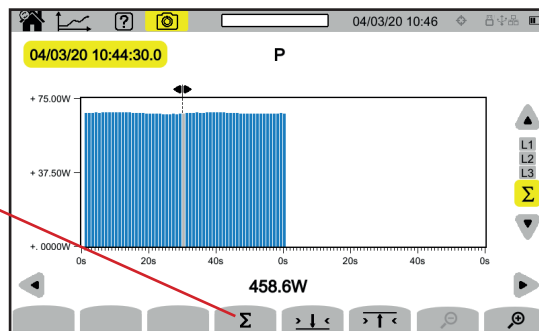 ?
04/03/20 10:46
04/03/20 10:44:30.0
P
+ 75.00W
+ 37.50W
+. 0000W
L1
L2
L3
Σ
0s 20s 40s 0s 20s 40s 0s
458.6W
Σ